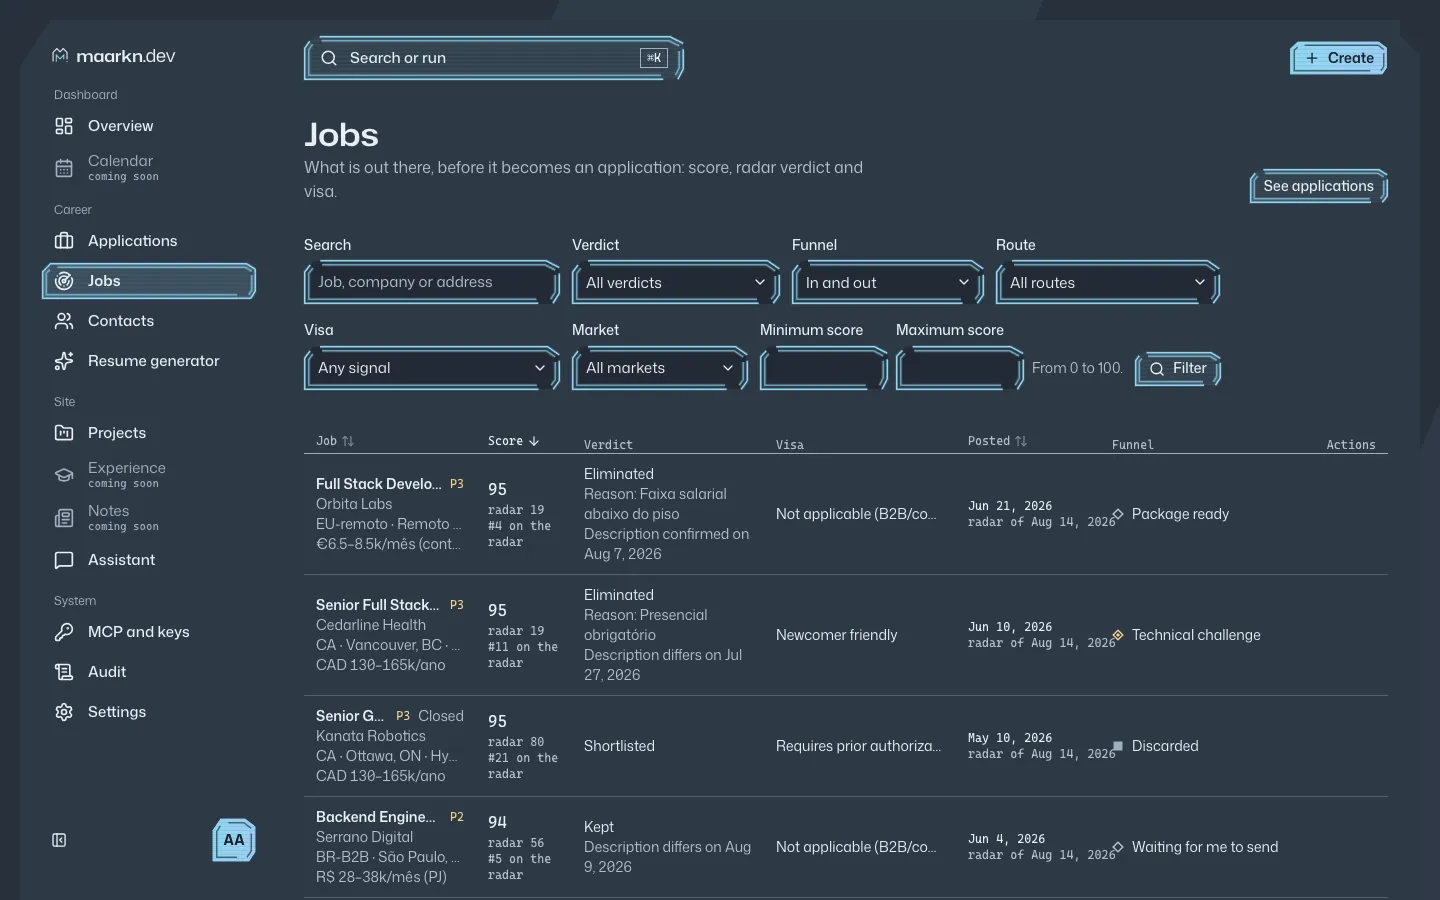 maarkn.dev
Search or run
⌘K
Create
Dashboard
Overview
Calendar
coming soon
Career
Applications
Jobs
Contacts
Resume generator
Site
Projects
Experience
coming soon
Notes
coming soon
Assistant
System
MCP and keys
Audit
Settings
AA
Jobs
What is out there, before it becomes an application: score, radar verdict and
visa.
See applications
Search
Verdict
Funnel
Route
Job, company or address
All verdicts
In and out
All routes
Visa
Market
Minimum score
Maximum score
Any signal
All markets
From 0 to 100.
Filter
Job
Score
Verdict
Visa
Posted
Funnel
Actions
Full Stack Develo... P3
Orbita Labs
EU-remoto · Remoto ...
€6.5–8.5k/mês (cont...
95
radar 19
#4 on the
radar
Eliminated
Reason: Faixa salarial
abaixo do piso
Description confirmed on
Aug 7, 2026
Not applicable (B2B/co...
Jun 21, 2026
radar of Aug 14, 2026
Package ready
Senior Full Stack... P3
Cedarline Health
CA · Vancouver, BC · ...
CAD 130–165k/ano
95
radar 19
#11 on the
radar
Eliminated
Reason: Presencial
obrigatório
Description differs on Jul
27, 2026
Newcomer friendly
Jun 10, 2026
radar of Aug 14, 2026
Technical challenge
Senior G... P3 Closed
Kanata Robotics
CA · Ottawa, ON · Hy...
CAD 130–165k/ano
95
radar 80
#21 on the
radar
Shortlisted
Requires prior authoriza...
May 10, 2026
radar of Aug 14, 2026
Discarded
Backend Engine... P2
Serrano Digital
BR-B2B · São Paulo, ...
R$ 28–38k/mês (PJ)
94
radar 56
#5 on the
radar
Kept
Description differs on Aug
9, 2026
Not applicable (B2B/co...
Jun 4, 2026
radar of Aug 14, 2026
Waiting for me to send